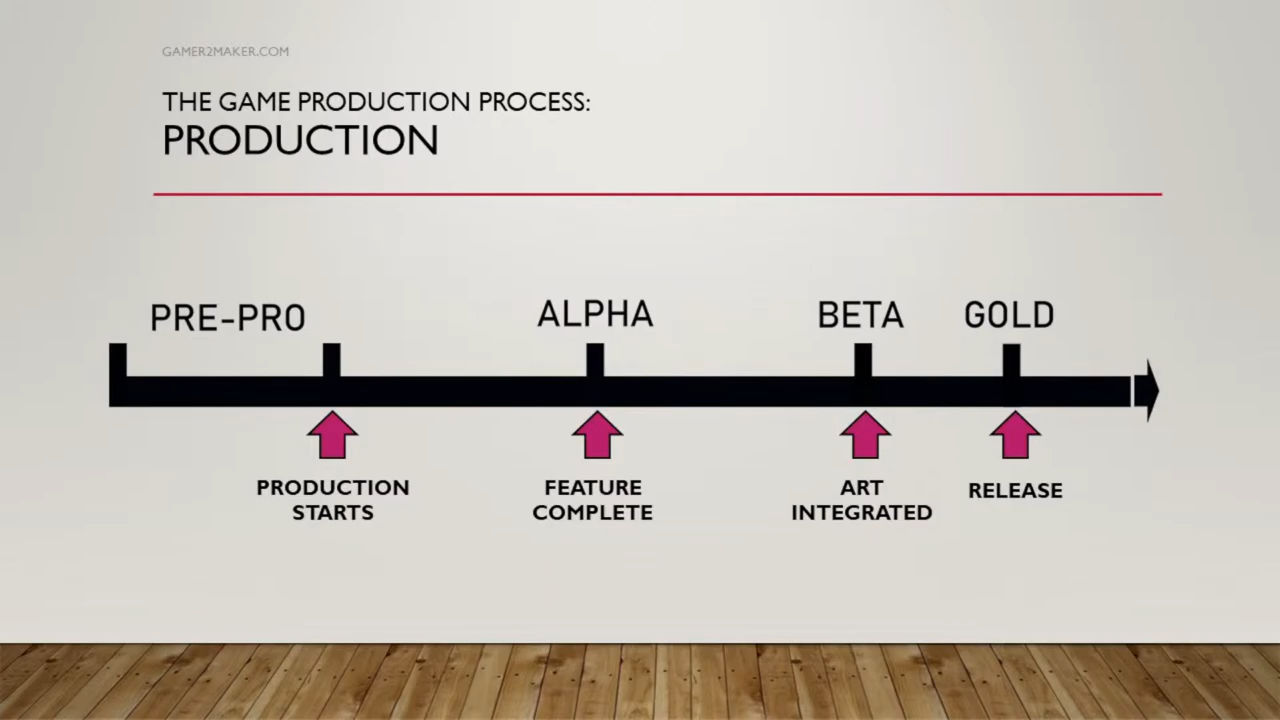 GAMER2MAKER.COM
THE GAME PRODUCTION PROCESS:
PRODUCTION
PRE-PRO
ALPHA
BETA
GOLD
PRODUCTION
STARTS
FEATURE
COMPLETE
ART
INTEGRATED
RELEASE